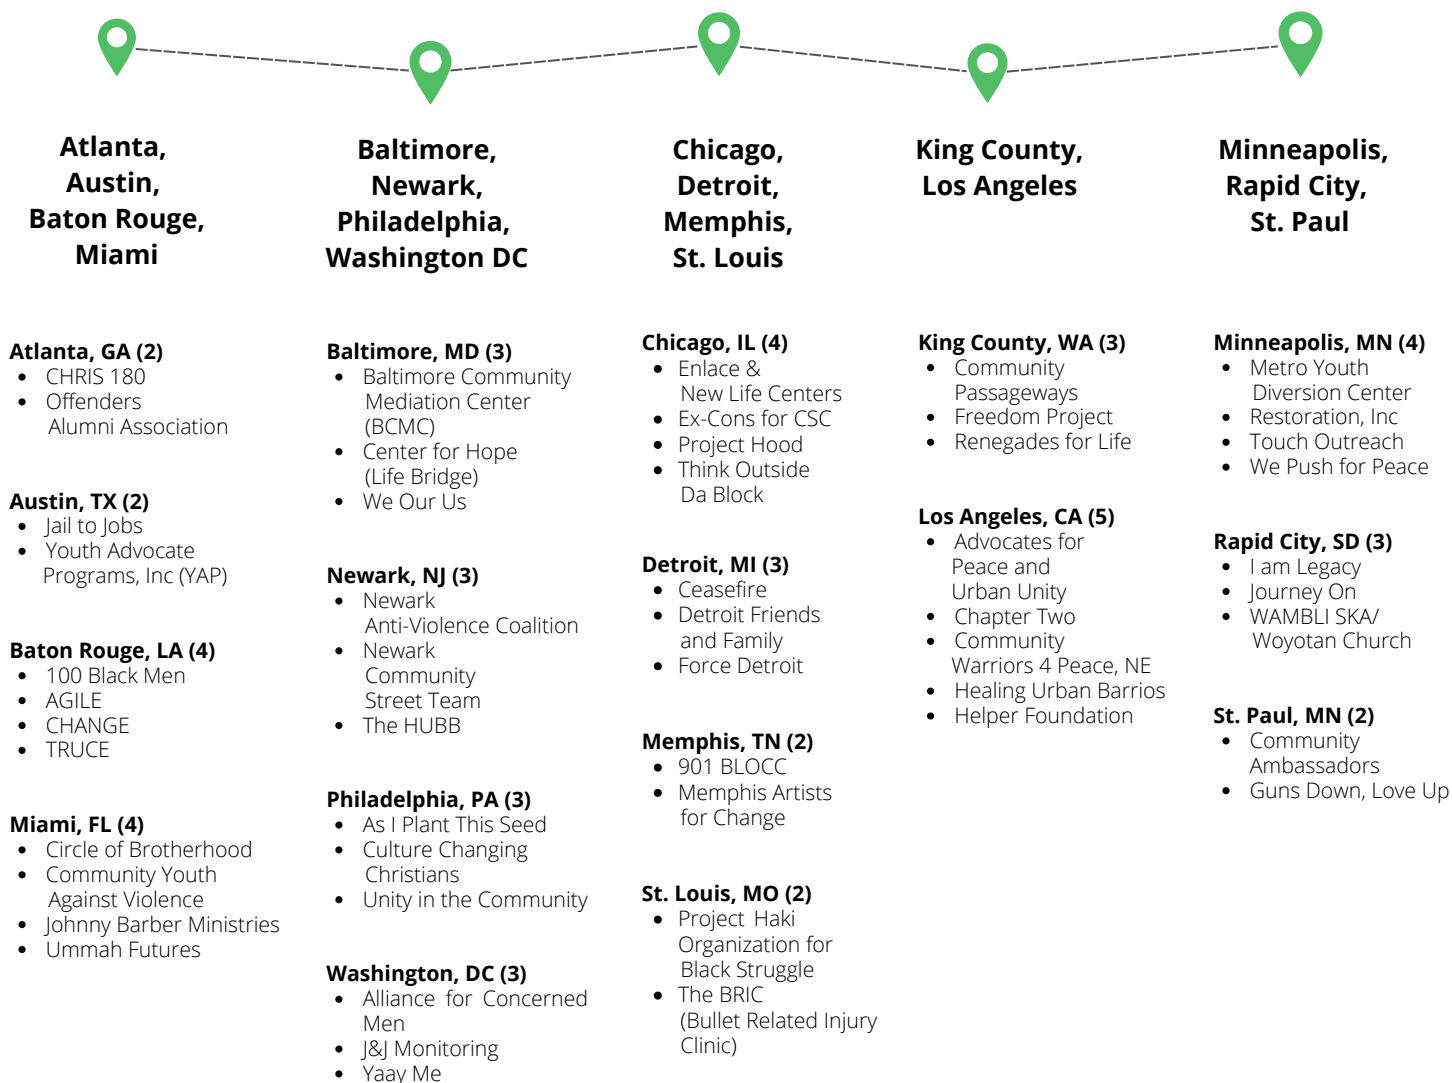 Atlanta,
Austin,
Baton Rouge,
Miami
Baltimore,
Newark,
Philadelphia,
Washington DC
Chicago,
Detroit,
Memphis,
St. Louis
King County,
Los Angeles
Minneapolis,
Rapid City,
St. Paul
Atlanta, GA (2)
• CHRIS 180
• Offenders
Alumni Association
Austin, TX (2)
• Jail to Jobs
• Youth Advocate
Programs, Inc (YAP)
Baton Rouge, LA (4)
• 100 Black Men
• AGILE
• CHANGE
• TRUCE
Miami, FL (4)
• Circle of Brotherhood
• Community Youth
Against Violence
• Johnny Barber Ministries
• Ummah Futures
Baltimore, MD (3)
• Baltimore Community
Mediation Center
(BCMC)
• Center for Hope
(Life Bridge)
• We Our Us
Newark, NJ (3)
• Newark
Anti-Violence Coalition
• Newark
Community
Street Team
• The HUBB
Philadelphia, PA (3)
• As I Plant This Seed
• Culture Changing
Christians
• Unity in the Community
Washington, DC (3)
• Alliance for Concerned
Men
• J&J Monitoring
• Yaay Me
Chicago, IL (4)
• Enlace &
New Life Centers
• Ex-Cons for CSC
• Project Hood
• Think Outside
Da Block
Detroit, MI (3)
• Ceasefire
• Detroit Friends
and Family
• Force Detroit
Memphis, TN (2)
• 901 BLOCC
• Memphis Artists
for Change
St. Louis, MO (2)
• Project Haki
Organization for
Black Struggle
• The BRIC
(Bullet Related Injury
Clinic)
King County, WA (3)
• Community
Passageways
• Freedom Project
• Renegades for Life
Los Angeles, CA (5)
• Advocates for
Peace and
Urban Unity
• Chapter Two
• Community
Warriors 4 Peace, NE
• Healing Urban Barrios
• Helper Foundation
Minneapolis, MN (4)
• Metro Youth
Diversion Center
• Restoration, Inc
• Touch Outreach
• We Push for Peace
Rapid City, SD (3)
• I am Legacy
• Journey On
• WAMBLI SKA/
Woyotan Church
St. Paul, MN (2)
• Community
Ambassadors
• Guns Down, Love Up